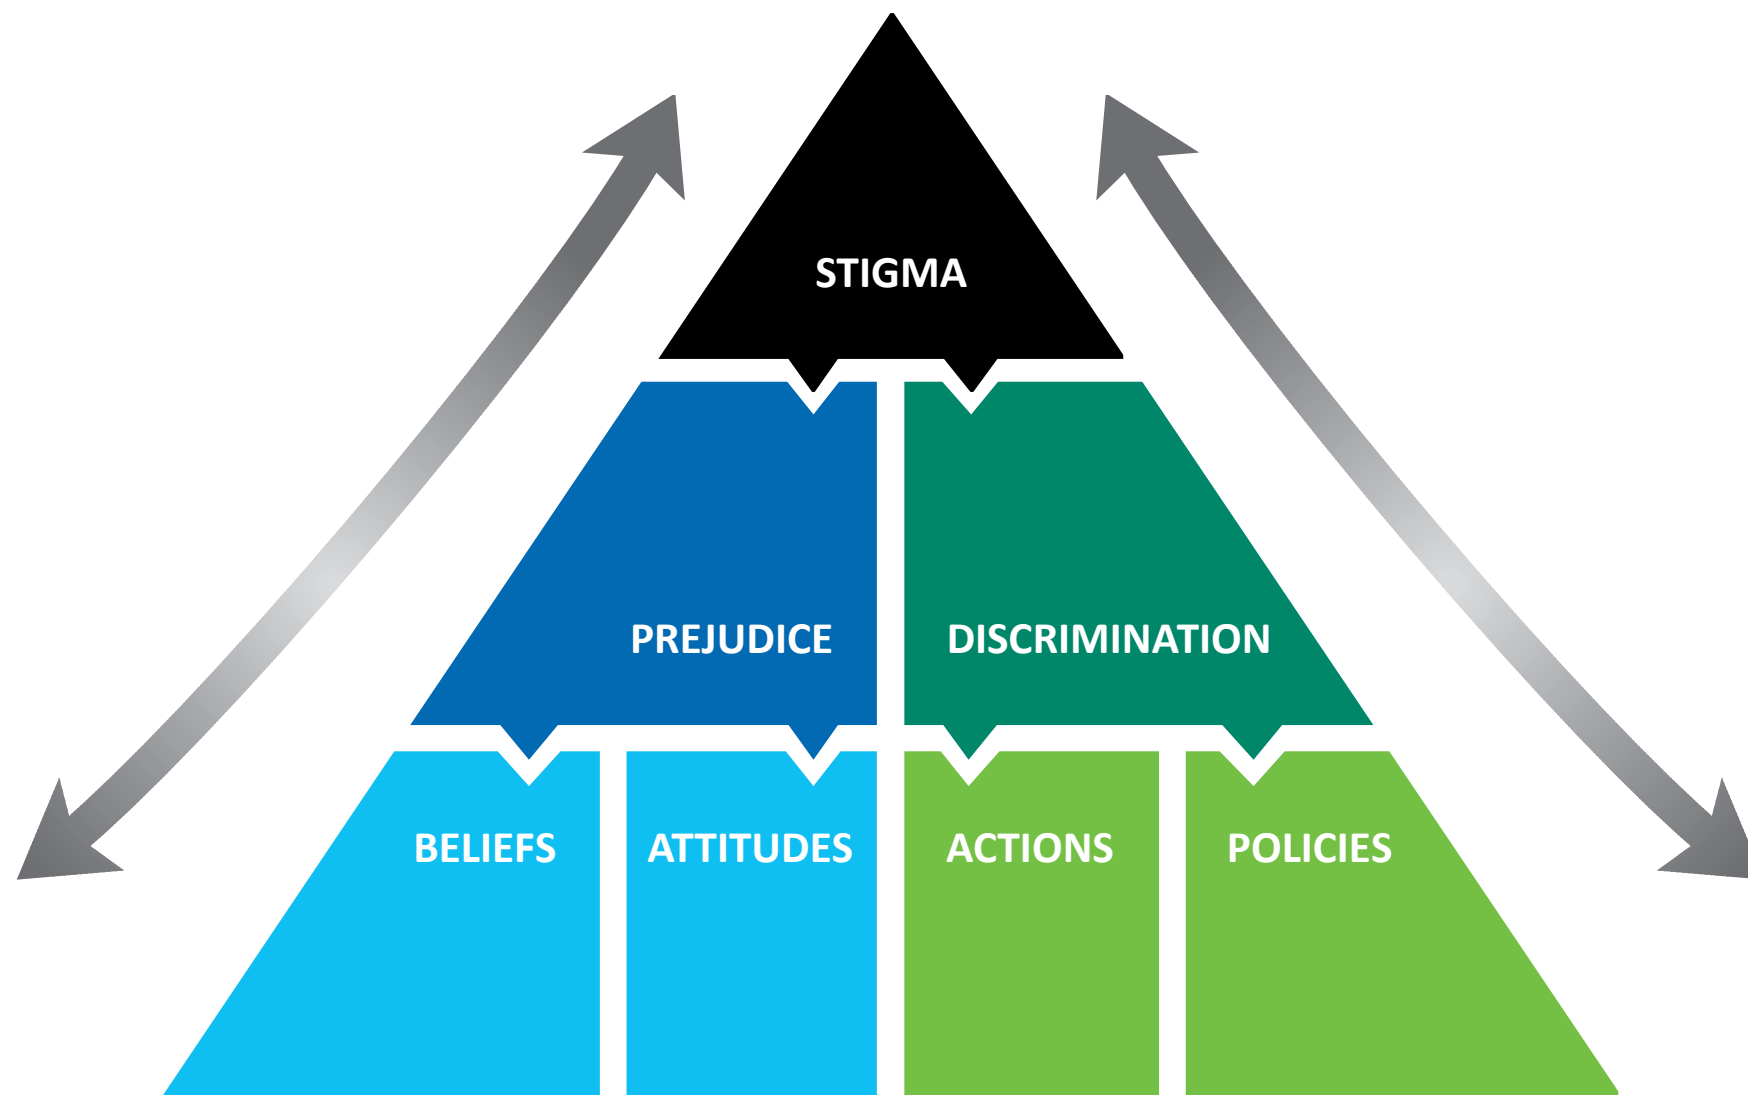 STIGMA
PREJUDICE
DISCRIMINATION
BELIEFS
ATTITUDES
ACTIONS
POLICIES